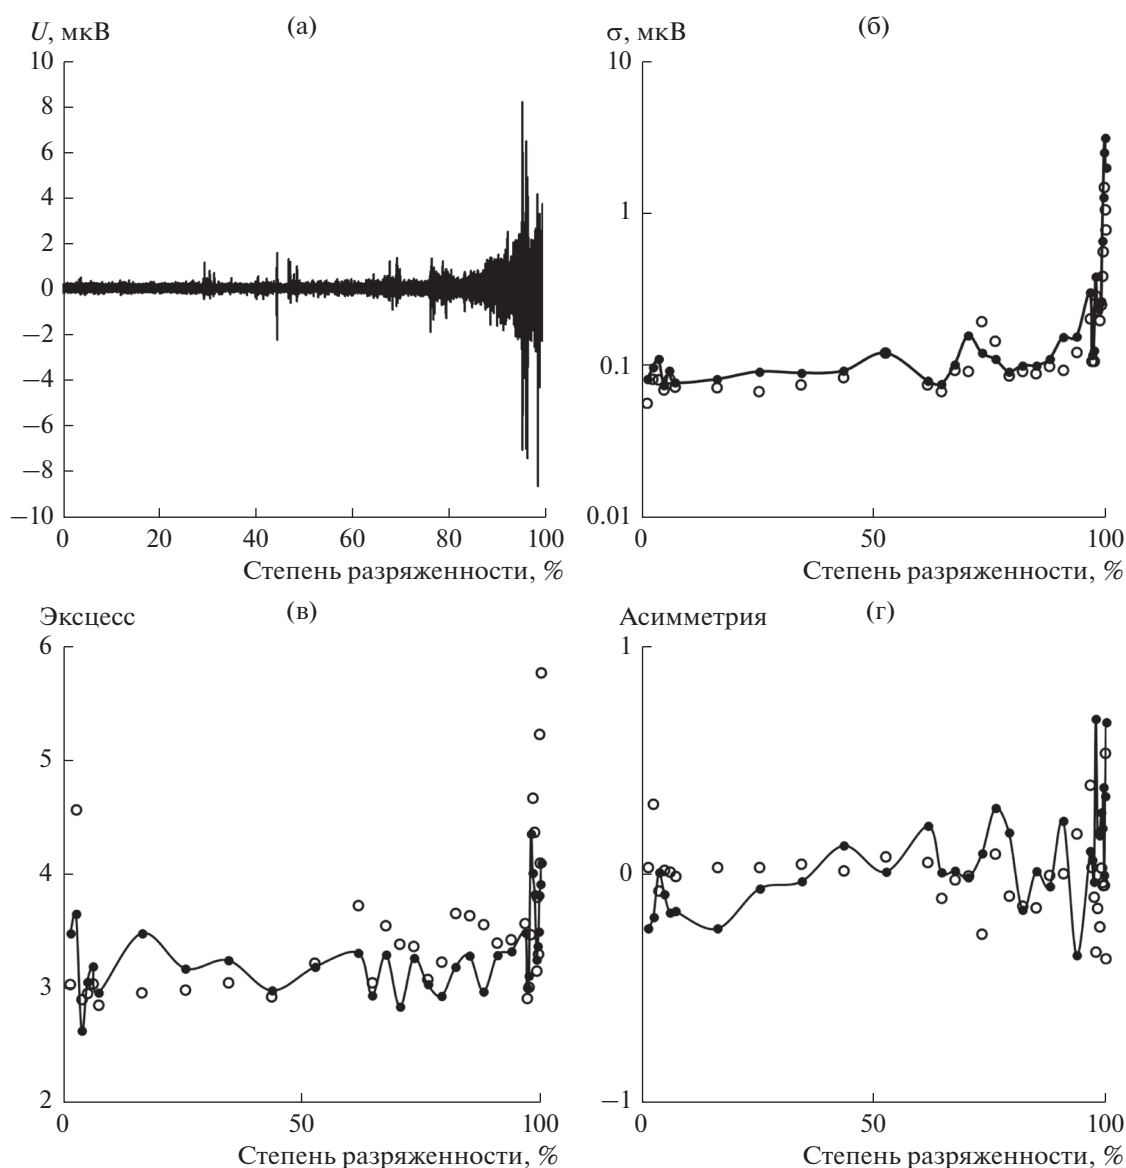 (а)
U, мкВ
10
8
6
4
2
0
−2
−4
−6
−8
−10
0 20 40 60 80 100
Степень разряженности, %
(б)
σ, мкВ
10
1
0.1
0.01
0 50 100
Степень разряженности, %
(в)
Эксцесс
6
5
4
3
2
0 50 100
Степень разряженности, %
(г)
Асимметрия
1
0
−1
0 50 100
Степень разряженности, %